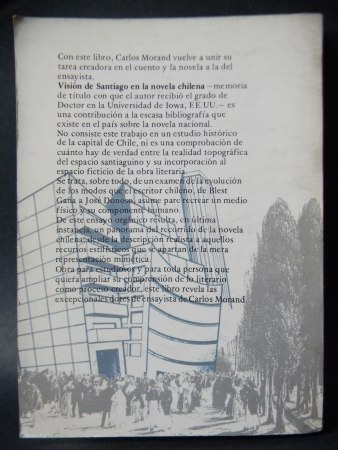 Con este libro, Carlos Morand vuelve a unir su
tarea creadora en el cuento y la novela a la del
ensayista.
Visión de Santiago en la novela chilena —memoria
de título con que el autor recibió el grado de
Doctor en la Universidad de Iowa, EE.UU.— es
una contribución a la escasa bibliografía que
existe en el país sobre la novela nacional.
No consiste este trabajo en un estudio histórico
de la capital de Chile, ni es una comprobación de
cuánto hay de verdad entre la realidad topográfica
del espacio santiaguino y su incorporación al
espacio ficticio de la obra literaria.
Se trata, sobre todo, de un examen de la evolución
de los modos que el escritor chileno, de Blest
Gana a José Donoso, asume para recrear un medio
físico y su componente humano.
De este ensayo orgánico resulta, en última
instancia, un panorama del recorrido de la novela
chilena, desde la descripción realista a aquellos
recursos estilísticos que se apartan de la mera
representación mimética.
Obra para estudiosos y para toda persona que
quiera ampliar su comprensión de lo literario
como proceso creador, este libro revela las
excepcionales dotes de ensayista de Carlos Morand